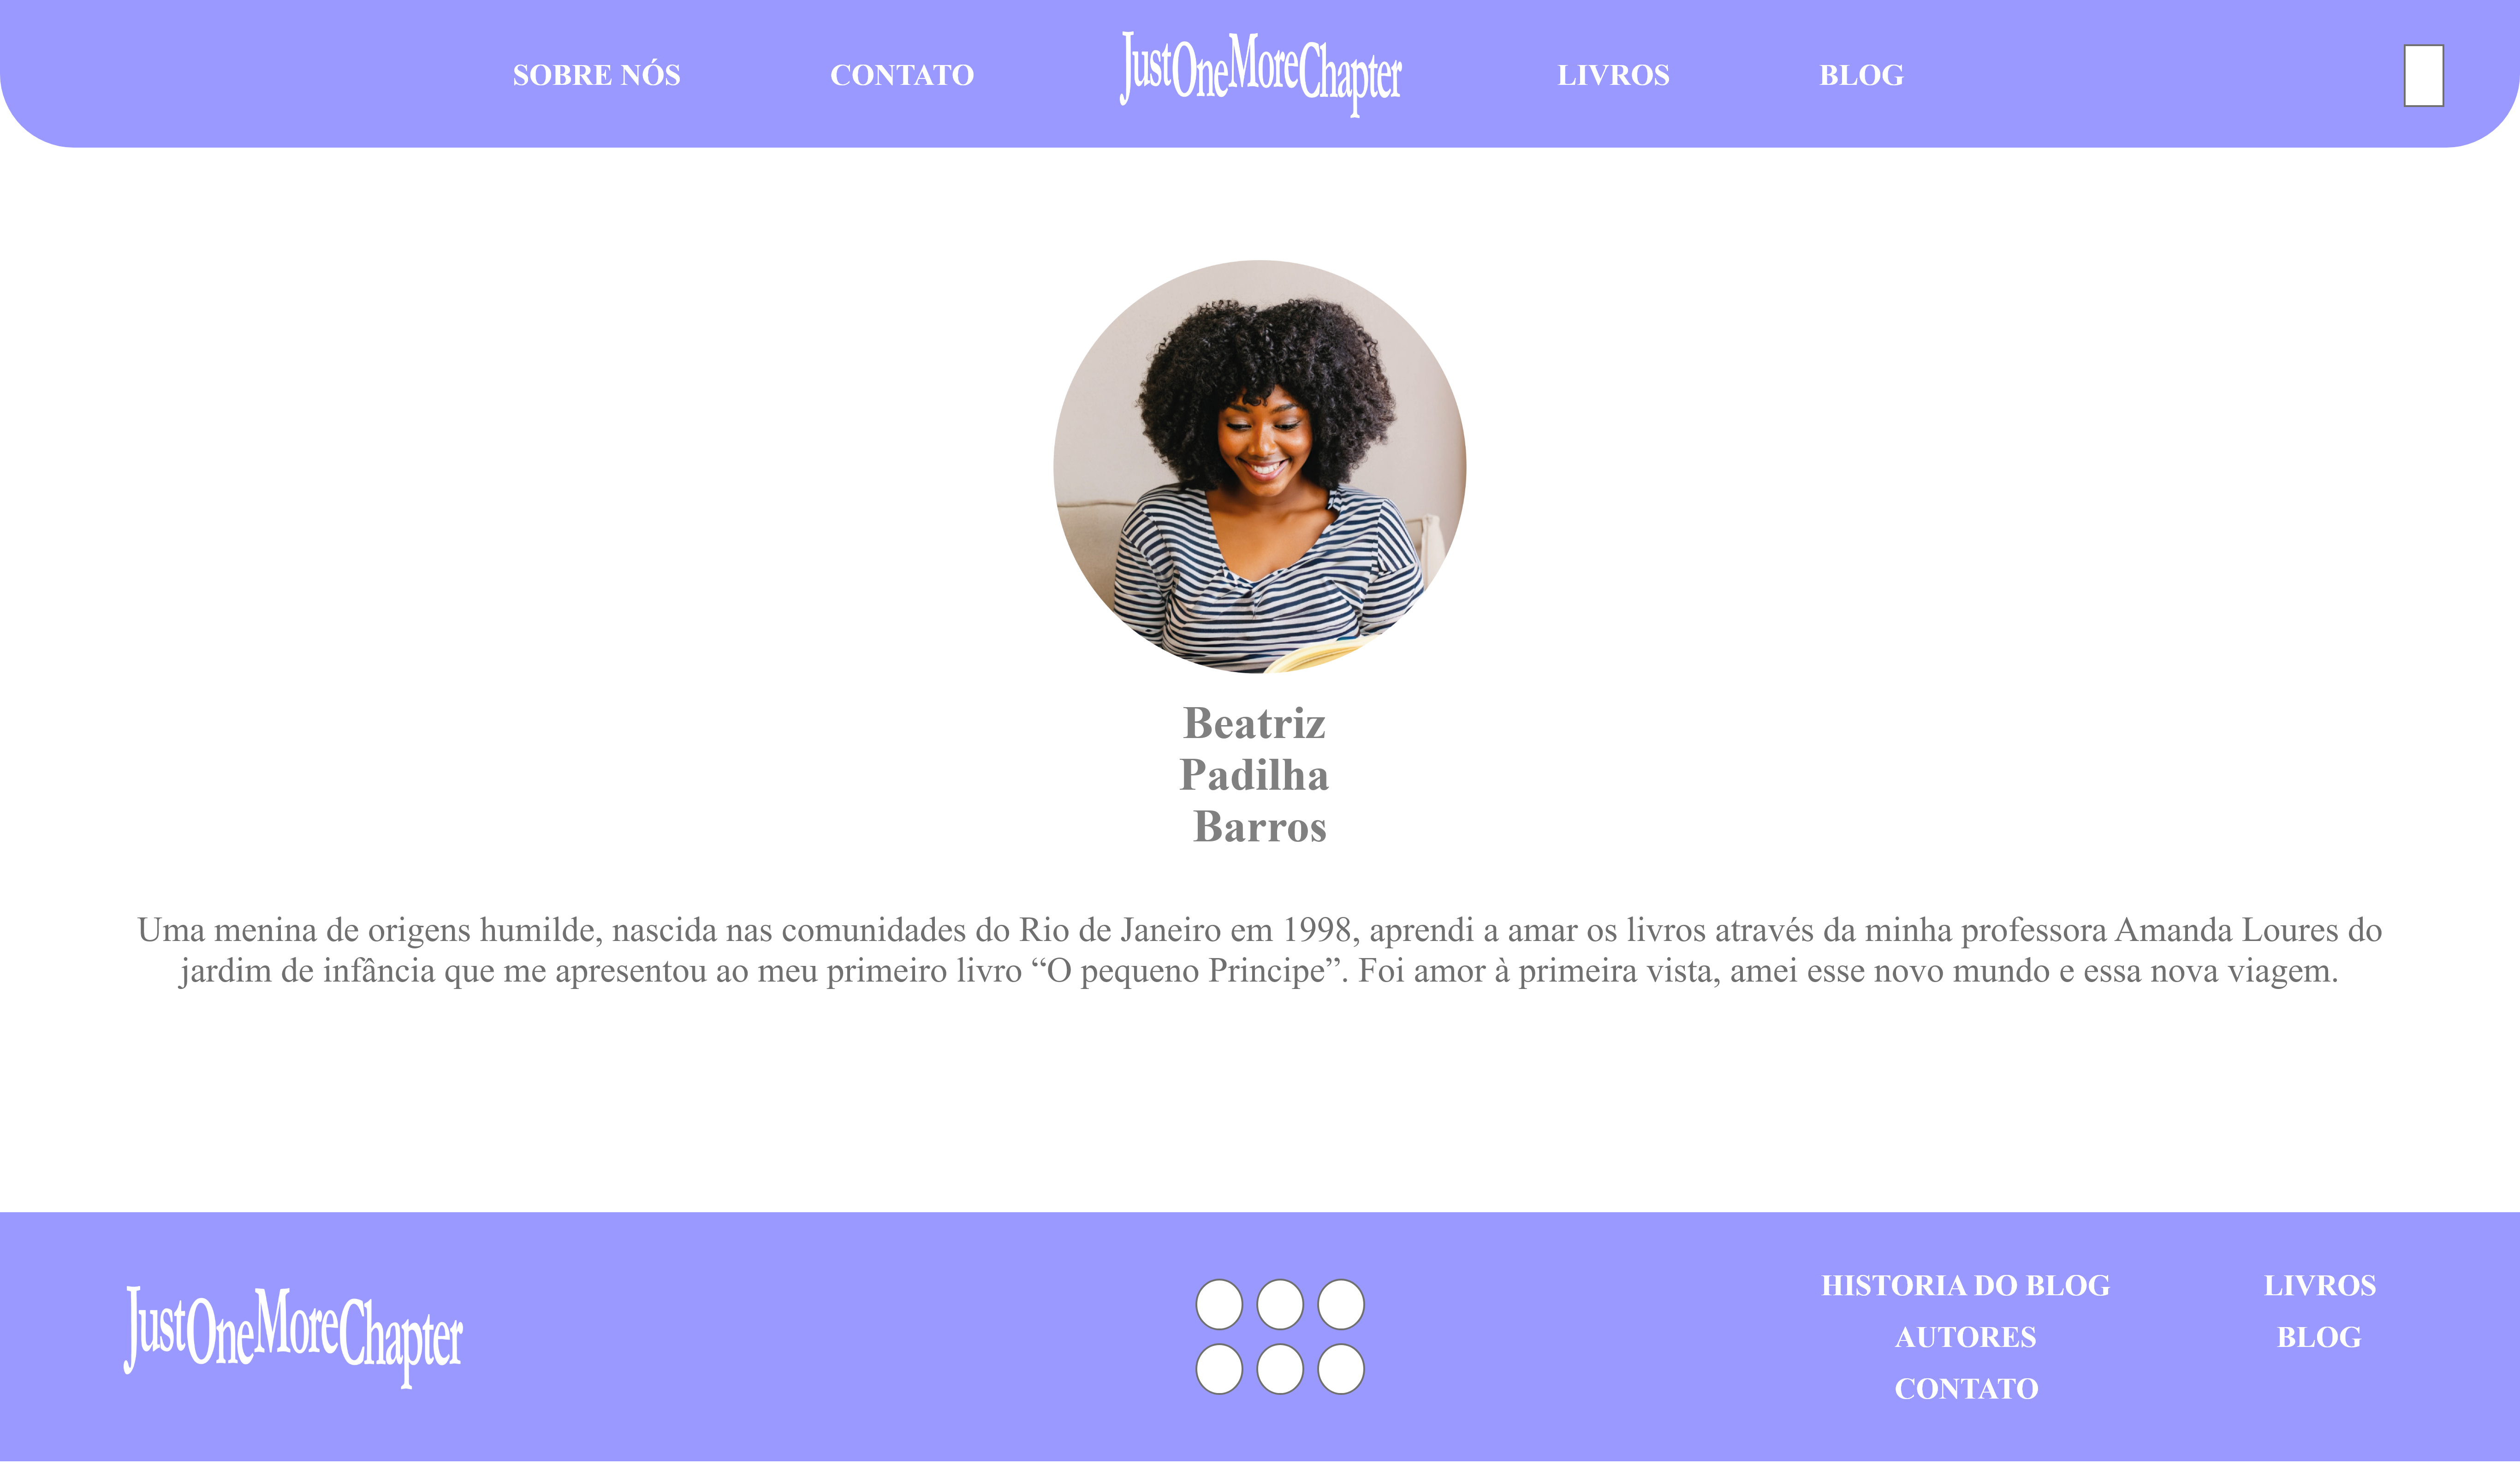 SOBRE NÓS CONTATO JustOneMoreChapter LIVROS BLOG
Beatriz
Padilha
Barros
Uma menina de origens humilde, nascida nas comunidades do Rio de Janeiro em 1998, aprendi a amar os livros através da minha professora Amanda Loures do
jardim de infância que me apresentou ao meu primeiro livro “O pequeno Principe”. Foi amor à primeira vista, amei esse novo mundo e essa nova viagem.
JustOneMoreChapter
HISTORIA DO BLOG LIVROS
AUTORES BLOG
CONTATO